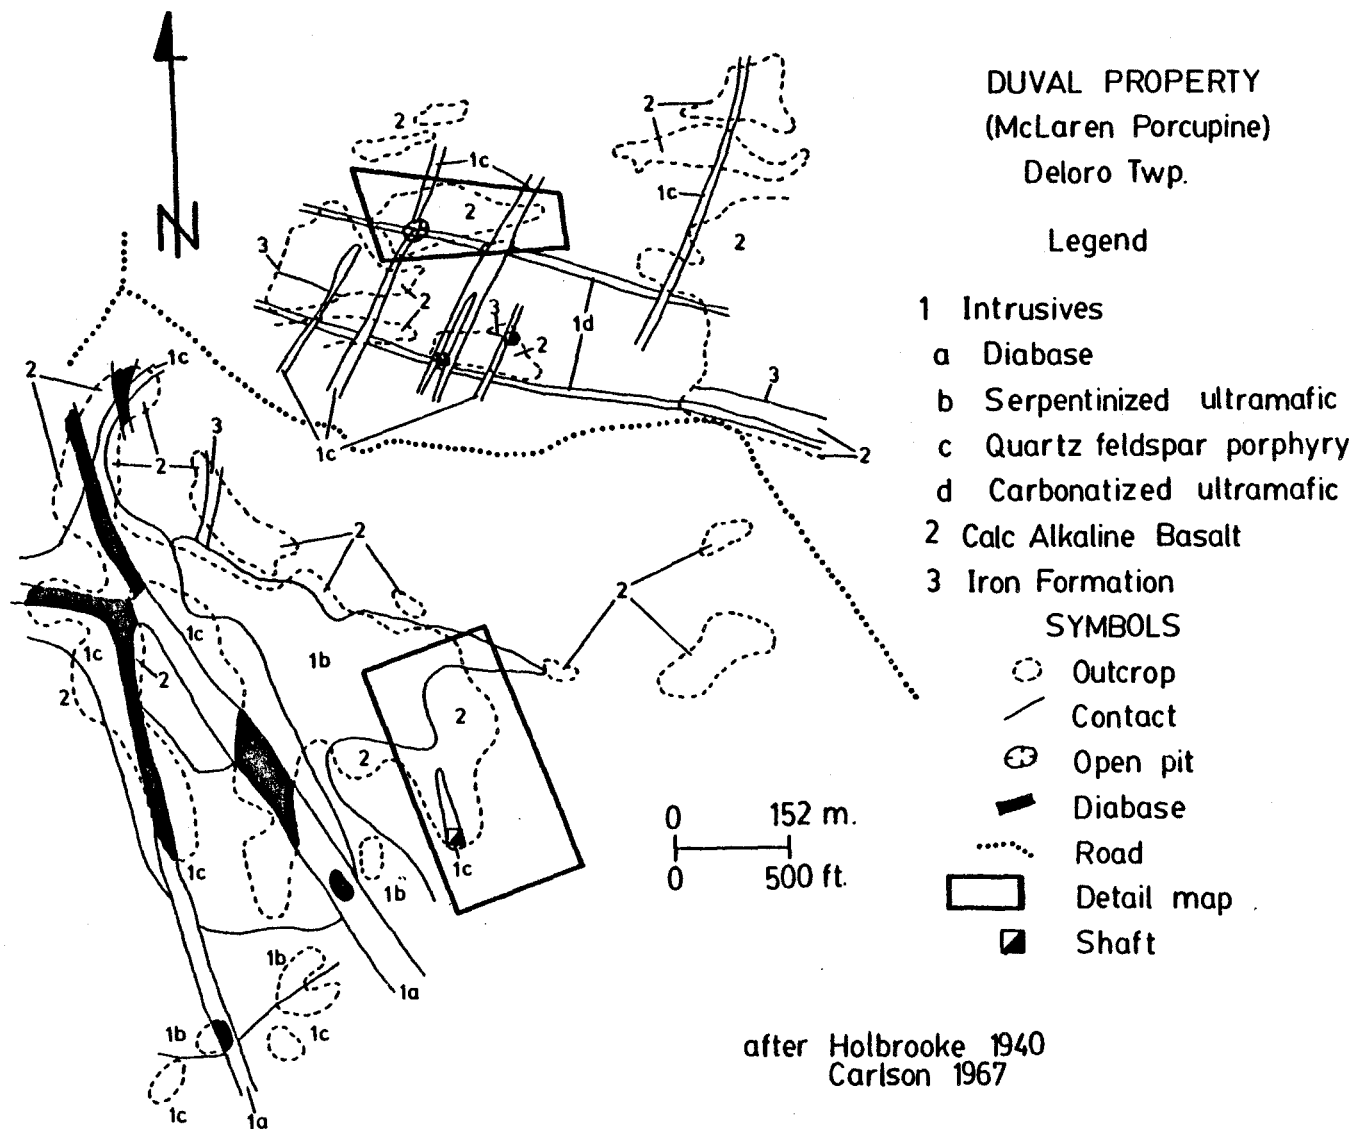 DUVAL PROPERTY
(McLaren Porcupine)
Deloro Twp.
Legend
1 Intrusives
a Diabase
b Serpentinized ultramafic
c Quartz feldspar porphyry
d Carbonatized ultramafic
2 Calc Alkaline Basalt
3 Iron Formation
SYMBOLS
Outcrop
Contact
Open pit
Diabase
Road
Detail map
Shaft
N
2
2
1c
2
1c
2
2
3
2
3
2
1d
1c
3
2
1c
2
2
3
2
2
2
1c
1b
1c
2
2
2
2
1c
1c
1b
0 152 m.
0 500 ft.
1b
1a
1b
1c
1c
1a
after Holbrooke 1940
Carlson 1967